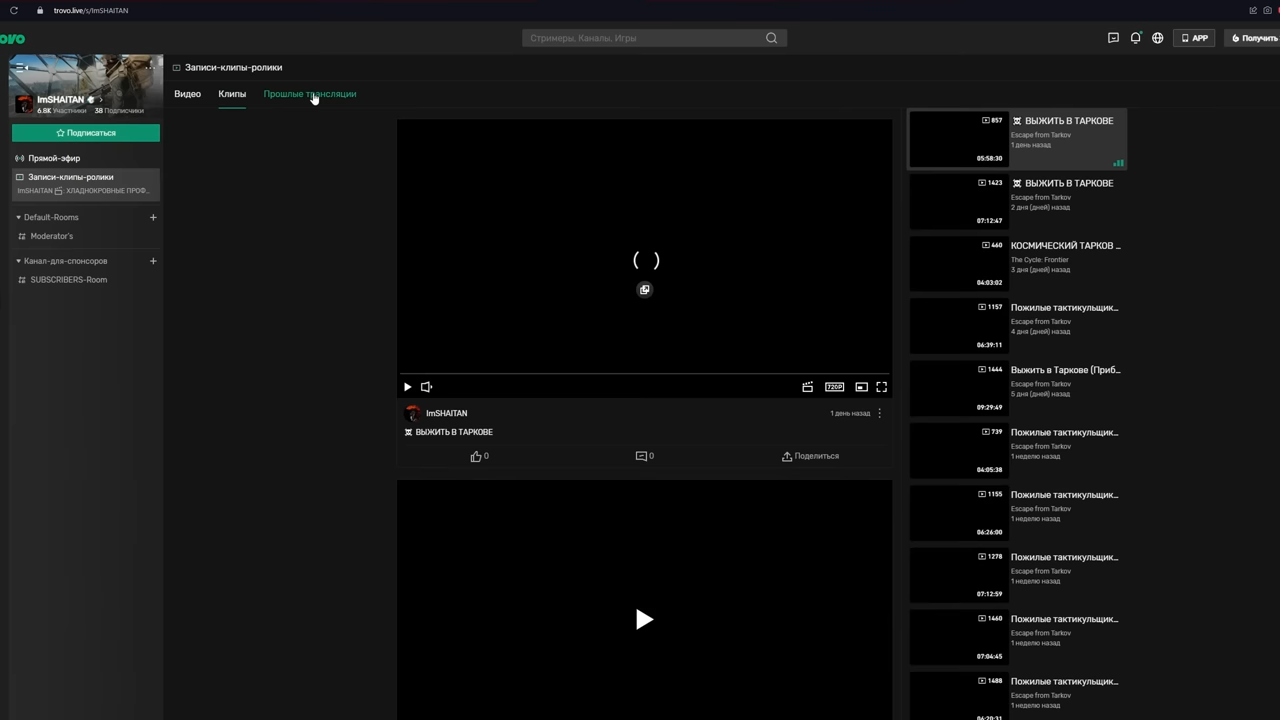 trovo.live/s/ImSHAITAN
ovo
Стримеры, Каналы, Игры
APP
Получить
ImSHAITAN
6.8K Участники 38 Подписчики
Подписаться
Прямой-эфир
Записи-клипы-ролики
ImSHAITAN ХЛАДНОКРОВНЫЕ ПРОФ...
Default-Rooms
Moderator's
Канал-для-спонсоров
SUBSCRIBERS-Room
Записи-клипы-ролики
Видео Клипы Прошлые трансляции
720P
ImSHAITAN
1 день назад
ВЫЖИТЬ В ТАРКОВЕ
0
0
Поделиться
857
05:58:30
ВЫЖИТЬ В ТАРКОВЕ
Escape from Tarkov
1 день назад
1423
07:12:47
ВЫЖИТЬ В ТАРКОВЕ
Escape from Tarkov
2 дня (дней) назад
460
04:03:02
КОСМИЧЕСКИЙ ТАРКОВ ...
The Cycle: Frontier
3 дня (дней) назад
1157
06:39:11
Пожилые тактикульщик...
Escape from Tarkov
4 дня (дней) назад
1444
09:29:49
Выжить в Таркове (Приб...
Escape from Tarkov
5 дня (дней) назад
739
04:05:38
Пожилые тактикульщик...
Escape from Tarkov
1 неделю назад
1155
06:26:00
Пожилые тактикульщик...
Escape from Tarkov
1 неделю назад
1278
07:12:59
Пожилые тактикульщик...
Escape from Tarkov
1 неделю назад
1460
07:04:45
Пожилые тактикульщик...
Escape from Tarkov
1 неделю назад
1488
06:20:31
Пожилые тактикульщик...
Escape from Tarkov
1 неделю назад